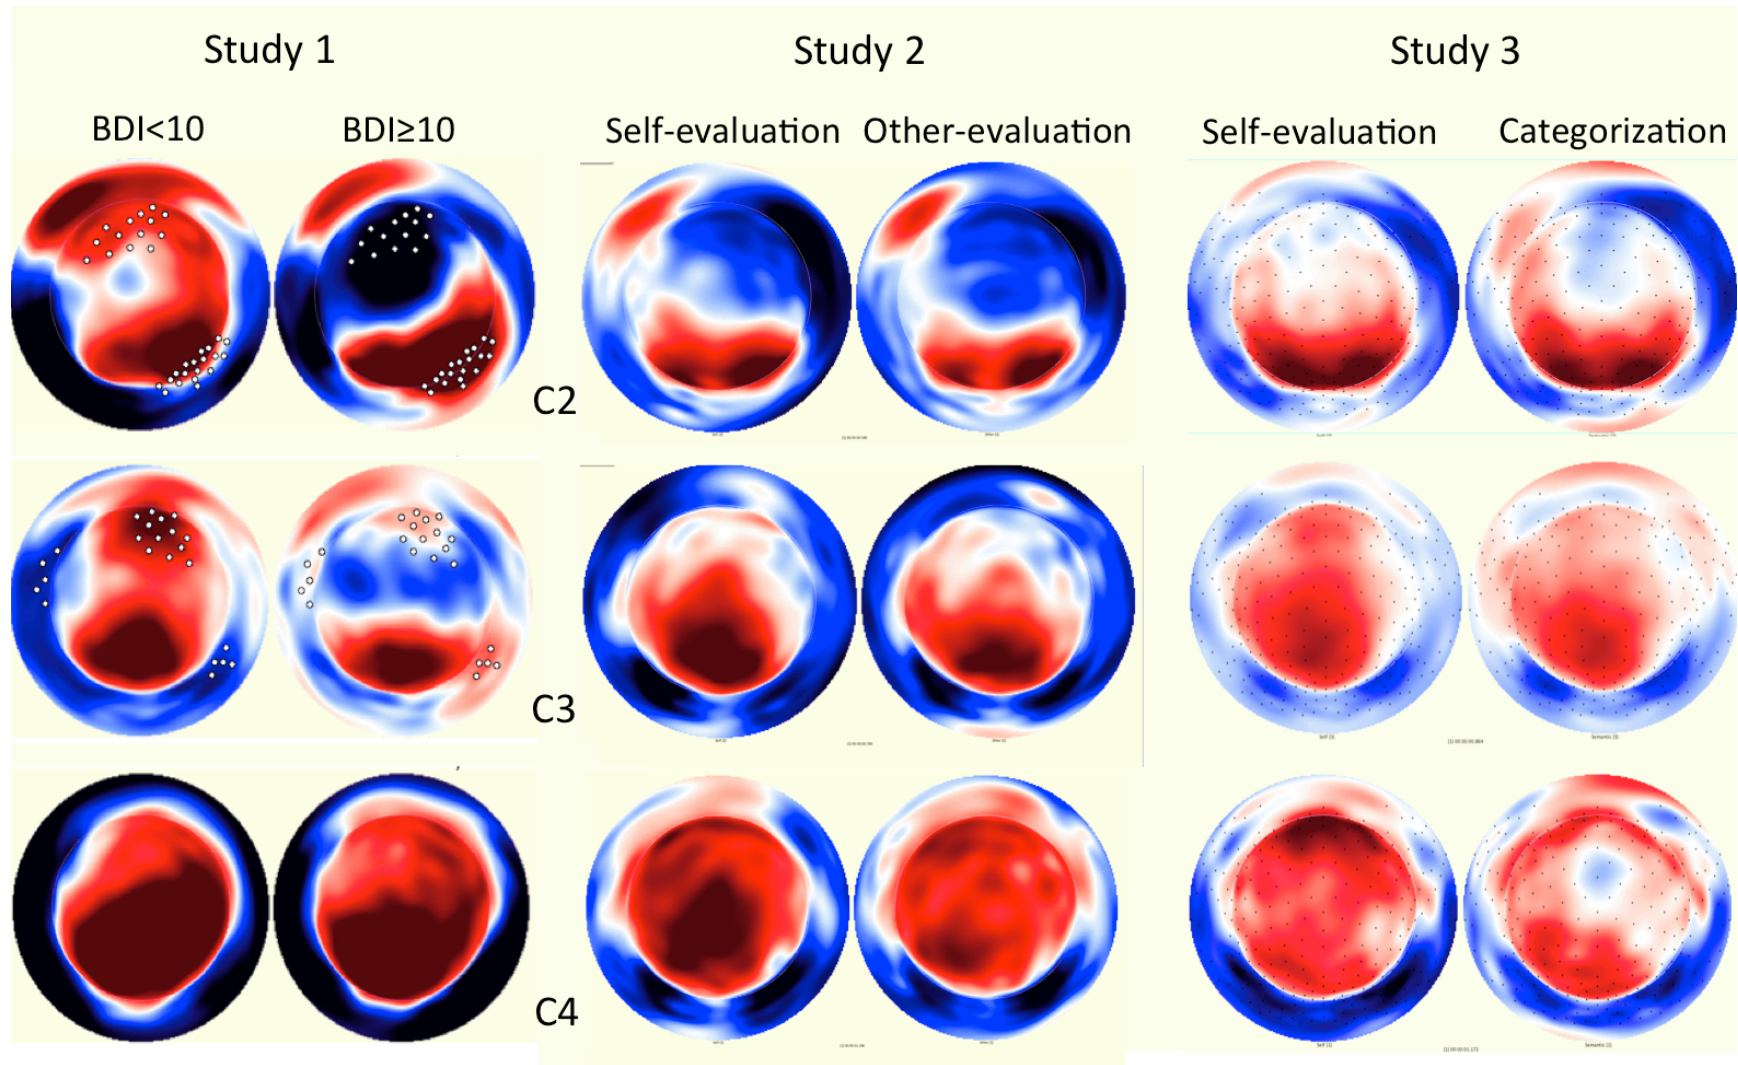 Study 1 Study 2 Study 3
BDI<10 BDI≥10 Self-evaluation Other-evaluation Self-evaluation Categorization
C2
C3
C4